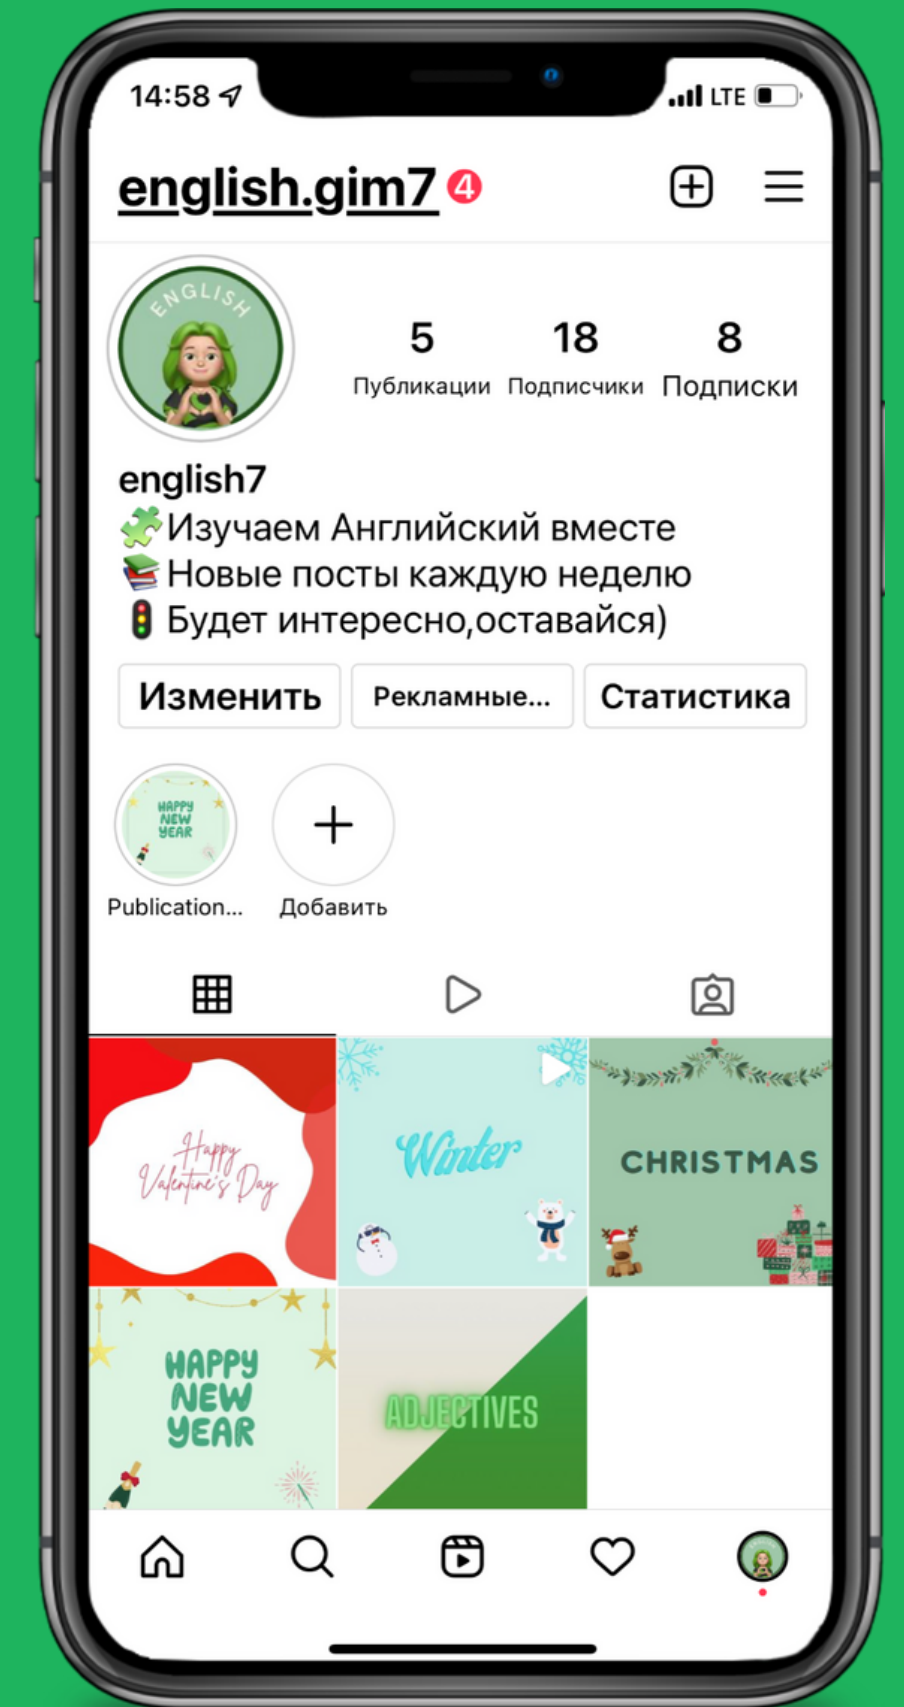 14:58
LTE
english.gim7 4
ENGLISH
5 18 8
Публикации Подписчики Подписки
english7
Изучаем Английский вместе
Новые посты каждую неделю
Будет интересно,оставайся)
Изменить Рекламные... Статистика
HAPPY
NEW
YEAR
Publication... Добавить
Happy
Valentine's Day
Winter
CHRISTMAS
HAPPY
NEW
YEAR
ADJECTIVES